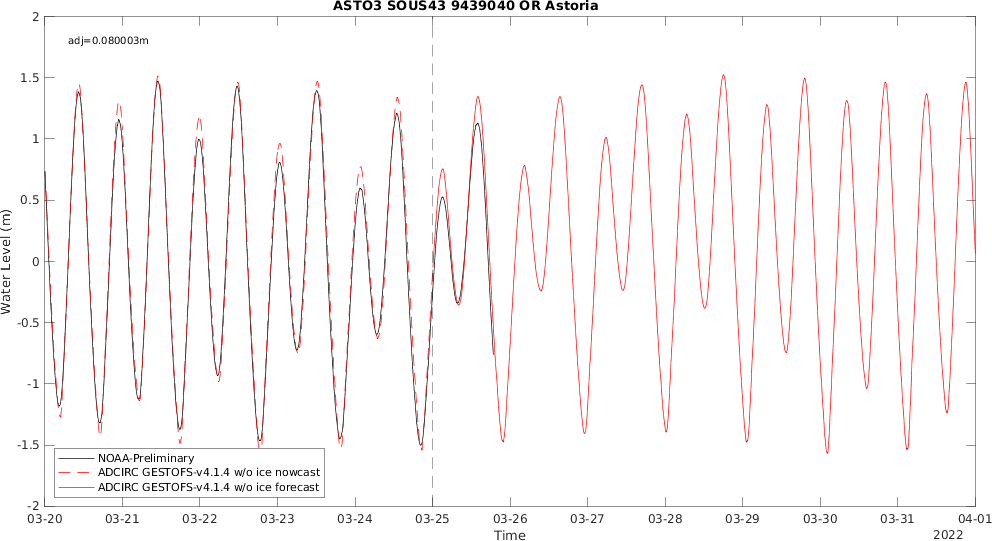 ASTO3 SOUS43 9439040 OR Astoria
adj=0.080003m
2
1.5
1
0.5
0
-0.5
-1
-1.5
-2
Water Level (m)
NOAA-Preliminary
ADCIRC GESTOFS-v4.1.4 w/o ice nowcast
ADCIRC GESTOFS-v4.1.4 w/o ice forecast
03-20 03-21 03-22 03-23 03-24 03-25 03-26 03-27 03-28 03-29 03-30 03-31 04-01
Time
2022